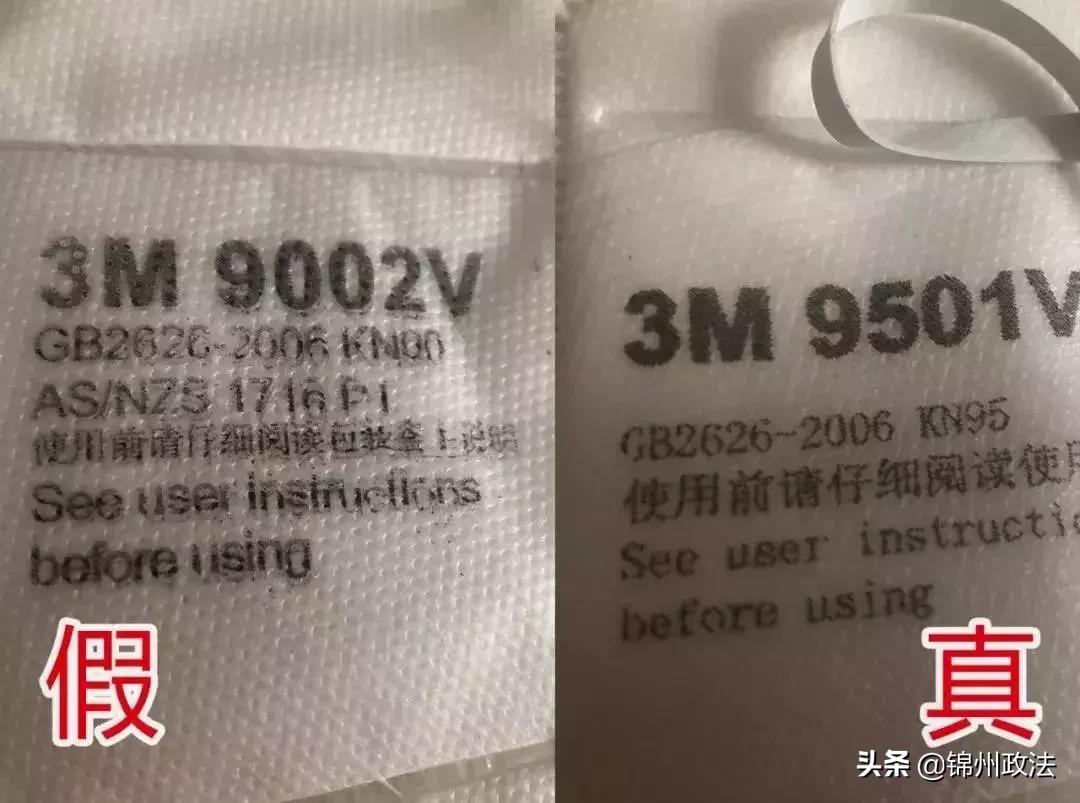 3M 9002V
GB2626-2006 KN90
AS/NZS 1716 P1
使用前请仔细阅读包装盒上说明
See user instructions
before using
假
3M 9501V
GB2626-2006 KN95
使用前请仔细阅读使用
See user instructi
before using
真
头条 @锦州政法